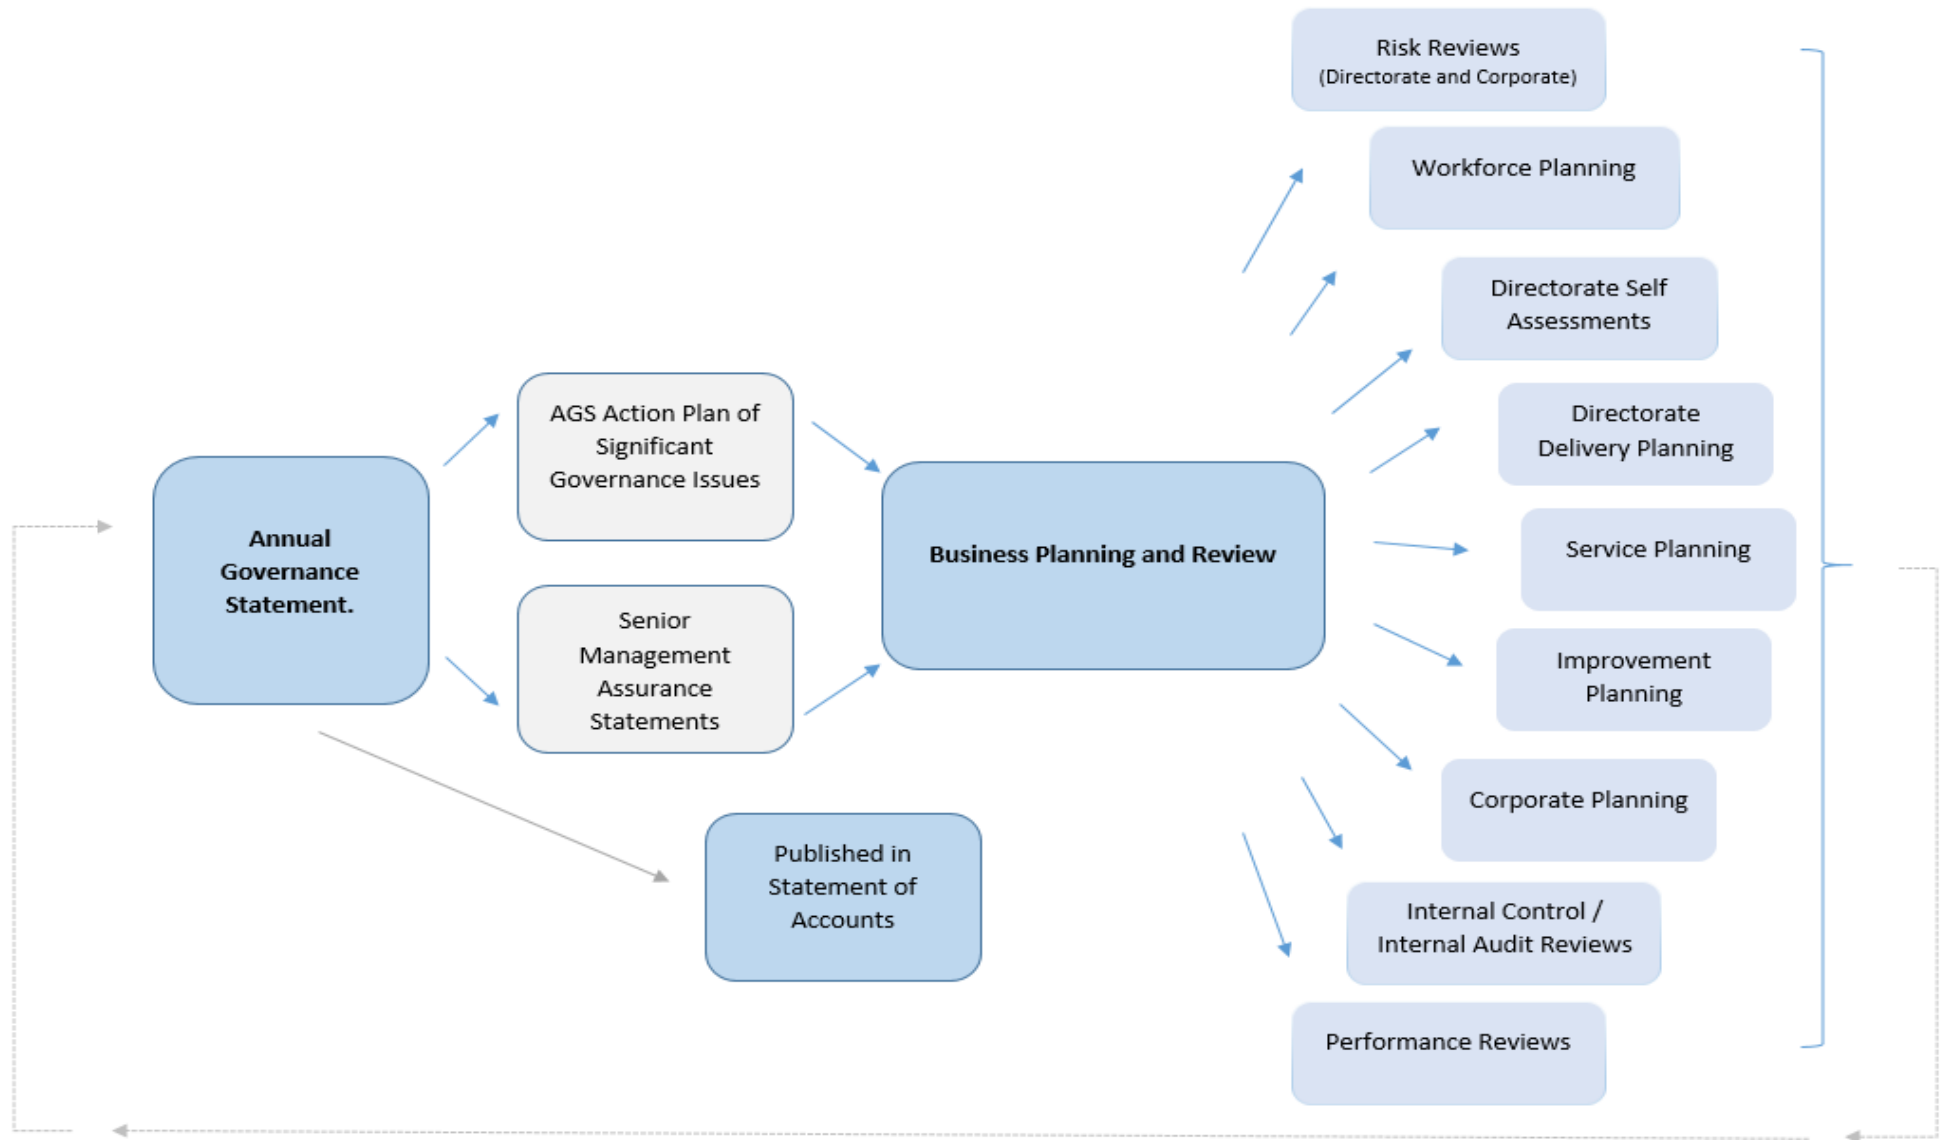 Risk Reviews
(Directorate and Corporate)
Workforce Planning
Directorate Self
Assessments
Directorate
Delivery Planning
Service Planning
Improvement
Planning
Corporate Planning
Internal Control /
Internal Audit Reviews
Performance Reviews
AGS Action Plan of
Significant
Governance Issues
Annual
Governance
Statement.
Business Planning and Review
Senior
Management
Assurance
Statements
Published in
Statement of
Accounts